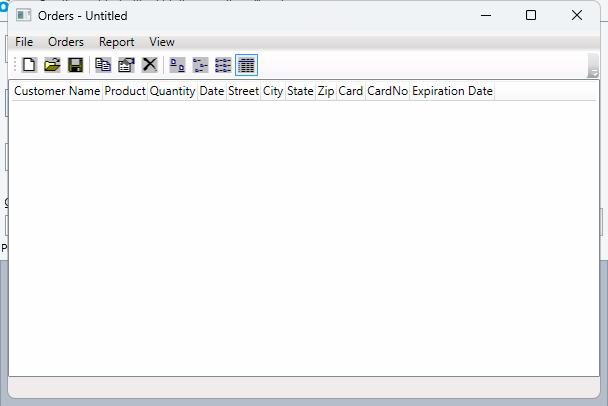 Orders - Untitled
File Orders Report View
Customer Name Product Quantity Date Street City State Zip Card CardNo Expiration Date
P